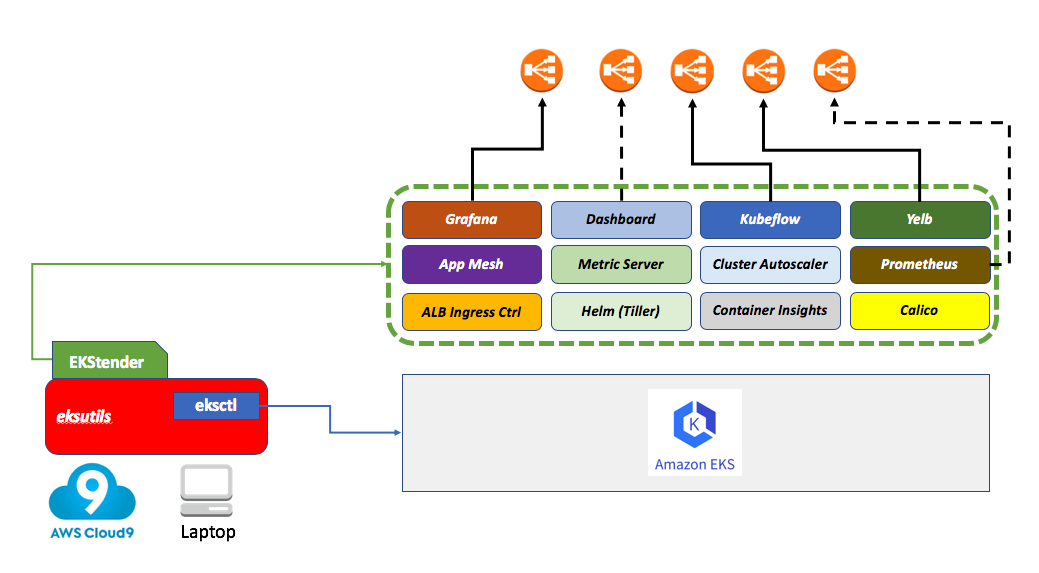 Grafana
Dashboard
Kubeflow
Yelb
App Mesh
Metric Server
Cluster Autoscaler
Prometheus
ALB Ingress Ctrl
Helm (Tiller)
Container Insights
Calico
EKStender
eksctl
eksutils
K
Amazon EKS
9
AWS Cloud9
Laptop